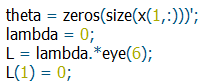 theta = zeros(size(x(1,:)))';
lambda = 0;
L = lambda.*eye(6);
L(1) = 0;